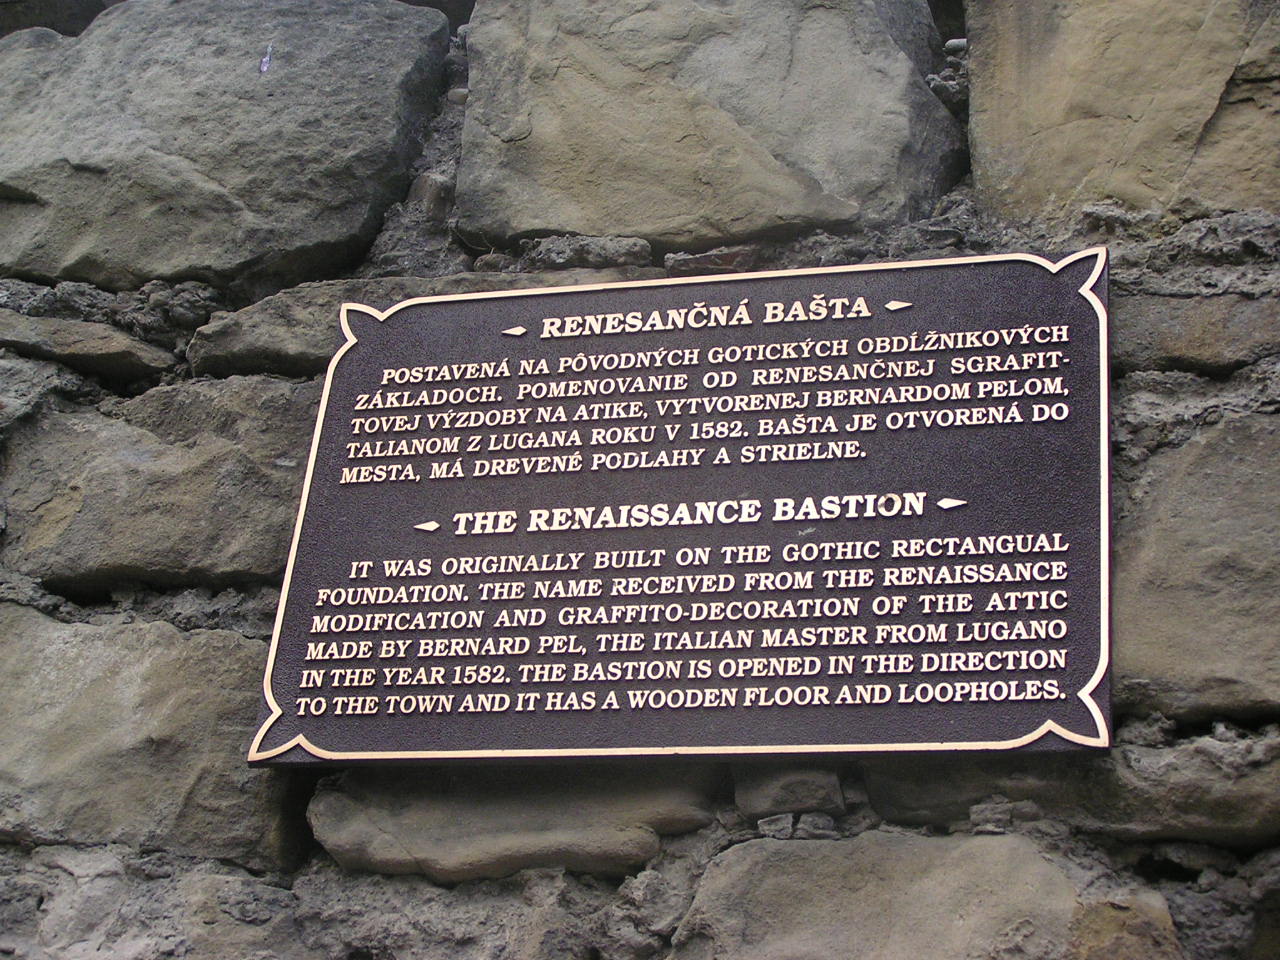 RENESANČNÁ BAŠTA
POSTAVENÁ NA PÔVODNÝCH GOTICKÝCH OBDĹŽNIKOVÝCH
ZÁKLADOCH. POMENOVANIE OD RENESANČNEJ SGRAFIT-
TOVEJ VÝZDOBY NA ATIKE, VYTVORENEJ BERNARDOM PELOM,
TALIANOM Z LUGANA ROKU V 1582. BAŠTA JE OTVORENÁ DO
MESTA, MÁ DREVENÉ PODLAHY A STRIELNE.
THE RENAISSANCE BASTION
IT WAS ORIGINALLY BUILT ON THE GOTHIC RECTANGUAL
FOUNDATION. THE NAME RECEIVED FROM THE RENAISSANCE
MODIFICATION AND GRAFFITO-DECORATION OF THE ATTIC
MADE BY BERNARD PEL, THE ITALIAN MASTER FROM LUGANO
IN THE YEAR 1582. THE BASTION IS OPENED IN THE DIRECTION
TO THE TOWN AND IT HAS A WOODEN FLOOR AND LOOPHOLES.